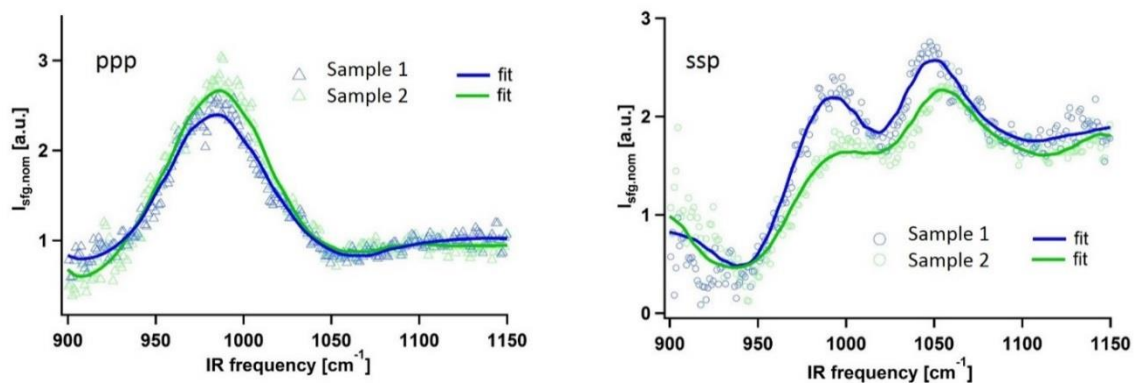 ppp
Sample 1 fit
Sample 2 fit
3
2
1
I sfg.nom [a.u.]
900 950 1000 1050 1100 1150
IR frequency [cm-1]
ssp
3
2
1
0
I sfg.nom [a.u.]
Sample 1 fit
Sample 2 fit
900 950 1000 1050 1100 1150
IR frequency [cm-1]